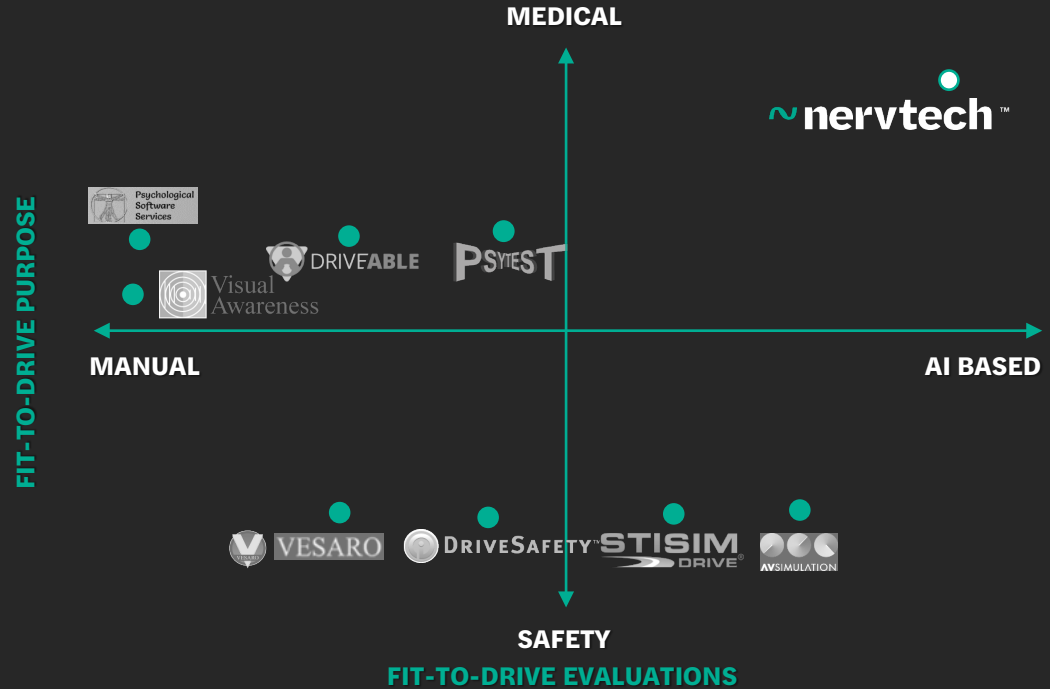 MEDICAL
nervtech™
Psychological
Software
Services
DRIVEABLE
PSYTEST
Visual
Awareness
FIT-TO-DRIVE PURPOSE
MANUAL
AI BASED
VESARO
VESARO
DRIVESAFETY™
STISIM
DRIVE®
AVSIMULATION
SAFETY
FIT-TO-DRIVE EVALUATIONS